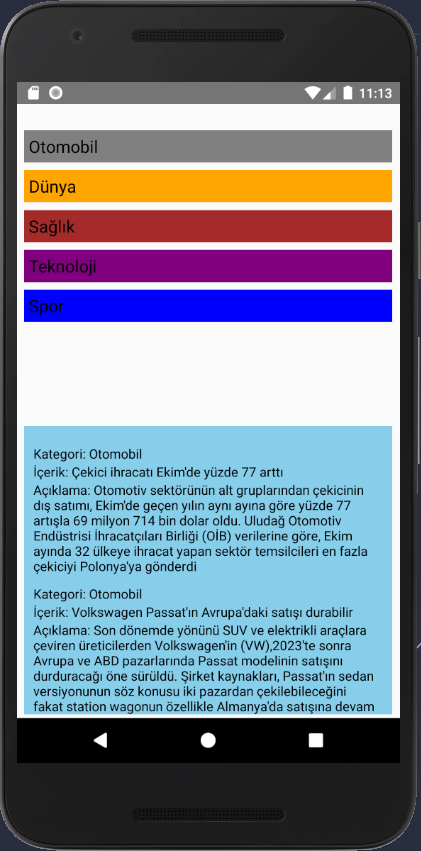 11:13
Otomobil
Dünya
Sağlık
Teknoloji
Spor
Kategori: Otomobil
İçerik: Çekici ihracatı Ekim'de yüzde 77 arttı
Açıklama: Otomotiv sektörünün alt gruplarından çekicinin
dış satımı, Ekim'de geçen yılın aynı ayına göre yüzde 77
artışla 69 milyon 714 bin dolar oldu. Uludağ Otomotiv
Endüstrisi İhracatçıları Birliği (OİB) verilerine göre, Ekim
ayında 32 ülkeye ihracat yapan sektör temsilcileri en fazla
çekiciyi Polonya'ya gönderdi
Kategori: Otomobil
İçerik: Volkswagen Passat'ın Avrupa'daki satışı durabilir
Açıklama: Son dönemde yönünü SUV ve elektrikli araçlara
çeviren üreticilerden Volkswagen'in (VW),2023'te sonra
Avrupa ve ABD pazarlarında Passat modelinin satışını
durduracağı öne sürüldü. Şirket kaynakları, Passat'ın sedan
versiyonunun söz konusu iki pazardan çekilebileceğini
fakat station wagonun özellikle Almanya'da satışına devam